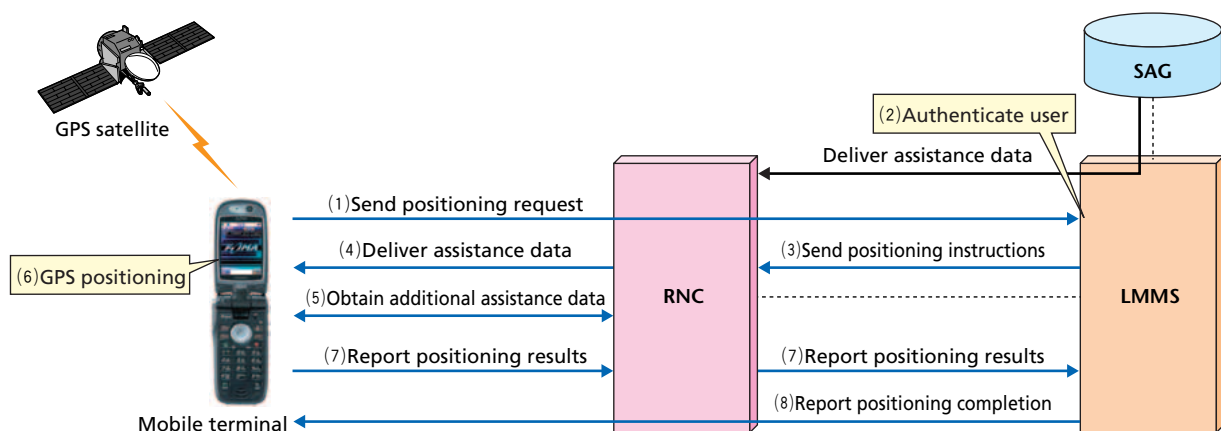 SAG
GPS satellite
(2)Authenticate user
Deliver assistance data
(1)Send positioning request
(4)Deliver assistance data
(3)Send positioning instructions
(6)GPS positioning
(5)Obtain additional assistance data
RNC
LMMS
(7)Report positioning results
(7)Report positioning results
(8)Report positioning completion
Mobile terminal